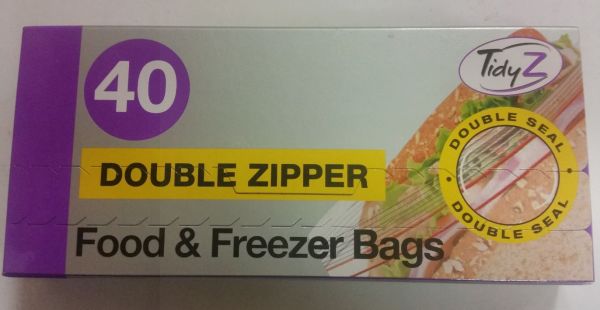 40
TidyZ
DOUBLE SEAL
DOUBLE ZIPPER
DOUBLE SEAL
Food & Freezer Bags